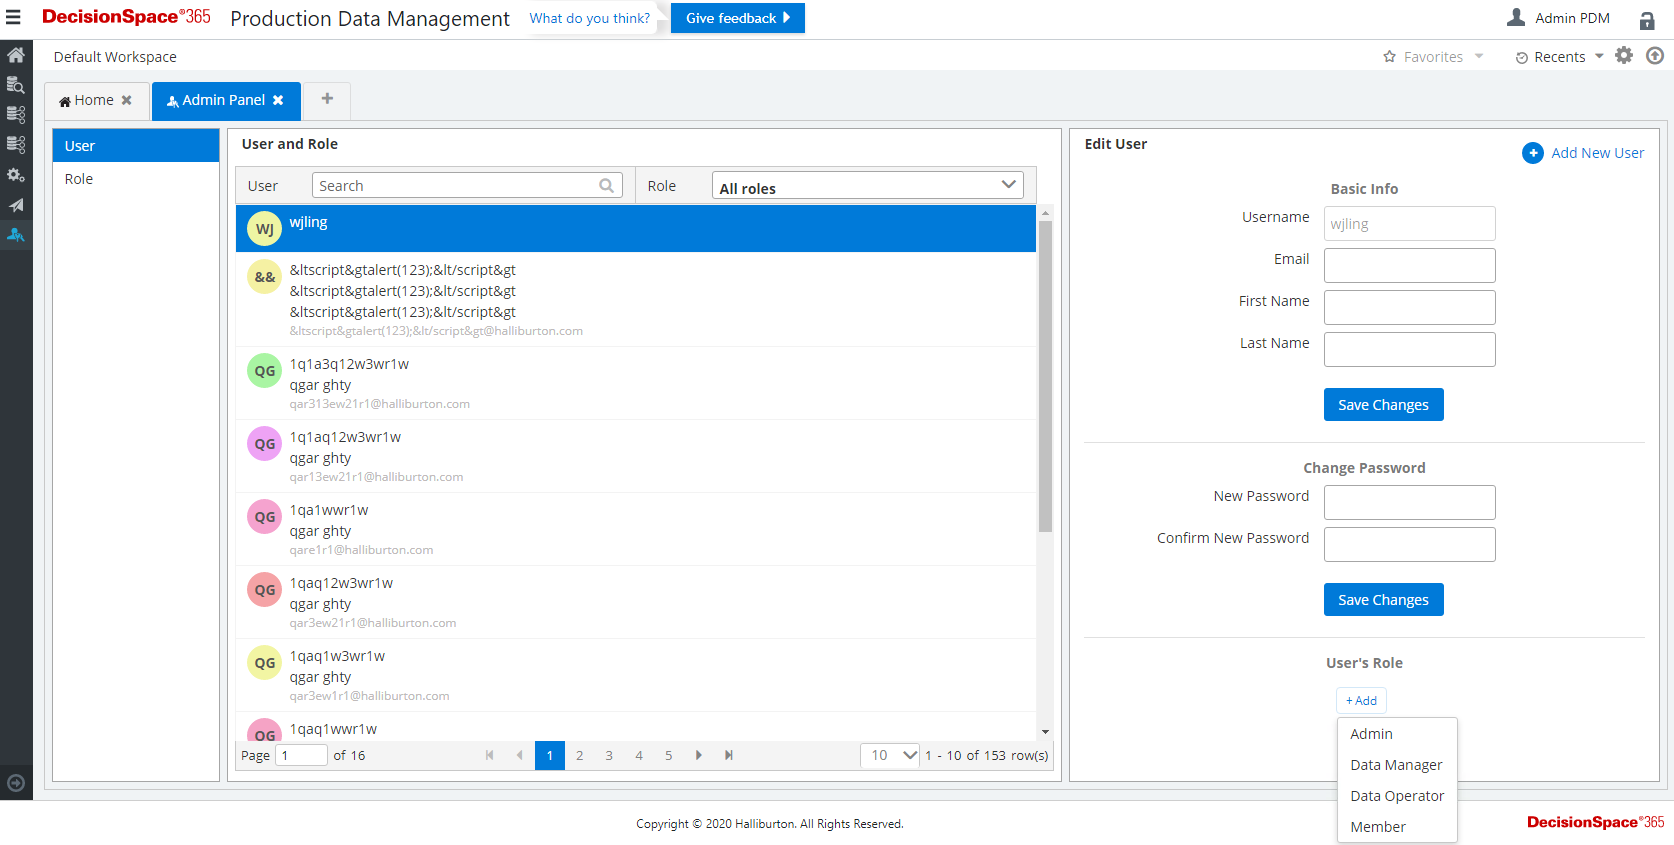 DecisionSpace®365 Production Data Management What do you think? Give feedback Admin PDM
Default Workspace Favorites Recents
Home Admin Panel
User
Role
User and Role
User Search Role All roles
WJ wjling
&& &ltscript&gtalert(123);&lt/script&gt
&ltscript&gtalert(123);&lt/script&gt
&ltscript&gtalert(123);&lt/script&gt
&ltscript&gtalert(123);&lt/script&gt@halliburton.com
QG 1q1a3q12w3wr1w
qgar ghty
qar313ew21r1@halliburton.com
QG 1q1aq12w3wr1w
qgar ghty
qar13ew21r1@halliburton.com
QG 1qa1wwr1w
qgar ghty
qare1r1@halliburton.com
QG 1qaq12w3wr1w
qgar ghty
qar3ew21r1@halliburton.com
QG 1qaq1w3wr1w
qgar ghty
qar3ew1r1@halliburton.com
QG 1qaq1wwr1w
Page 1 of 16 1 2 3 4 5 10 1 - 10 of 153 row(s)
Edit User
Add New User
Basic Info
Username wjling
Email
First Name
Last Name
Save Changes
Change Password
New Password
Confirm New Password
Save Changes
User's Role
+ Add
Admin
Data Manager
Data Operator
Member
Copyright © 2020 Halliburton. All Rights Reserved.
DecisionSpace®365